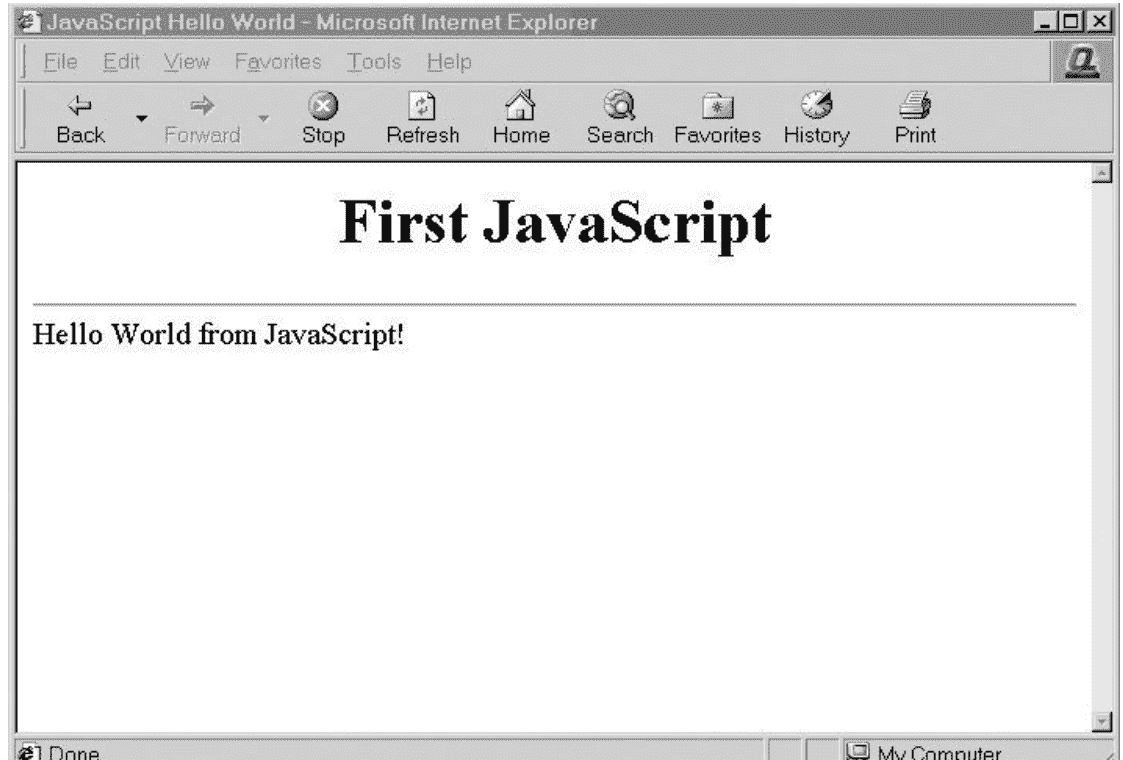 JavaScript Hello World - Microsoft Internet Explorer
File Edit View Favorites Tools Help
Back Forward Stop Refresh Home Search Favorites History Print
First JavaScript
Hello World from JavaScript!
Done My Computer